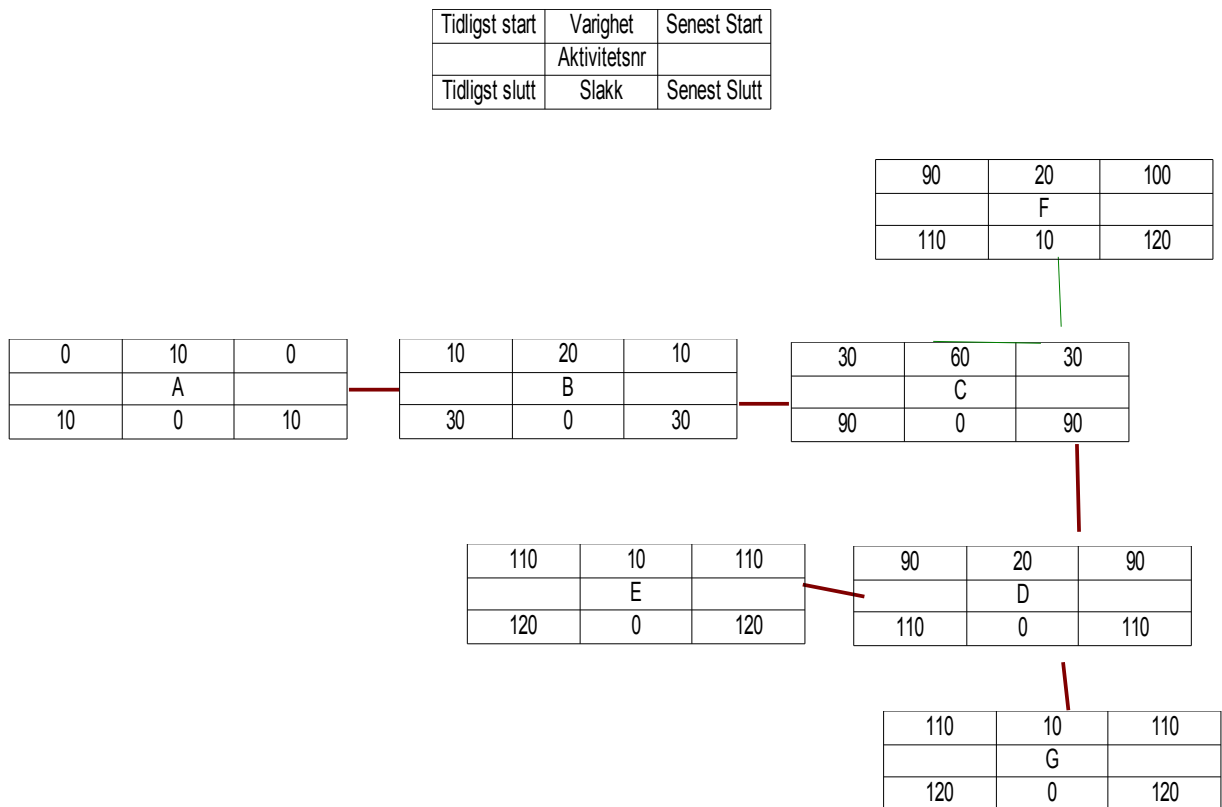 Tidligst start Varighet Senest Start
Aktivitetsnr
Tidligst slutt Slakk Senest Slutt
90 20 100
F
110 10 120
0 10 0
A
10 0 10
10 20 10
B
30 0 30
30 60 30
C
90 0 90
110 10 110
E
120 0 120
90 20 90
D
110 0 110
110 10 110
G
120 0 120